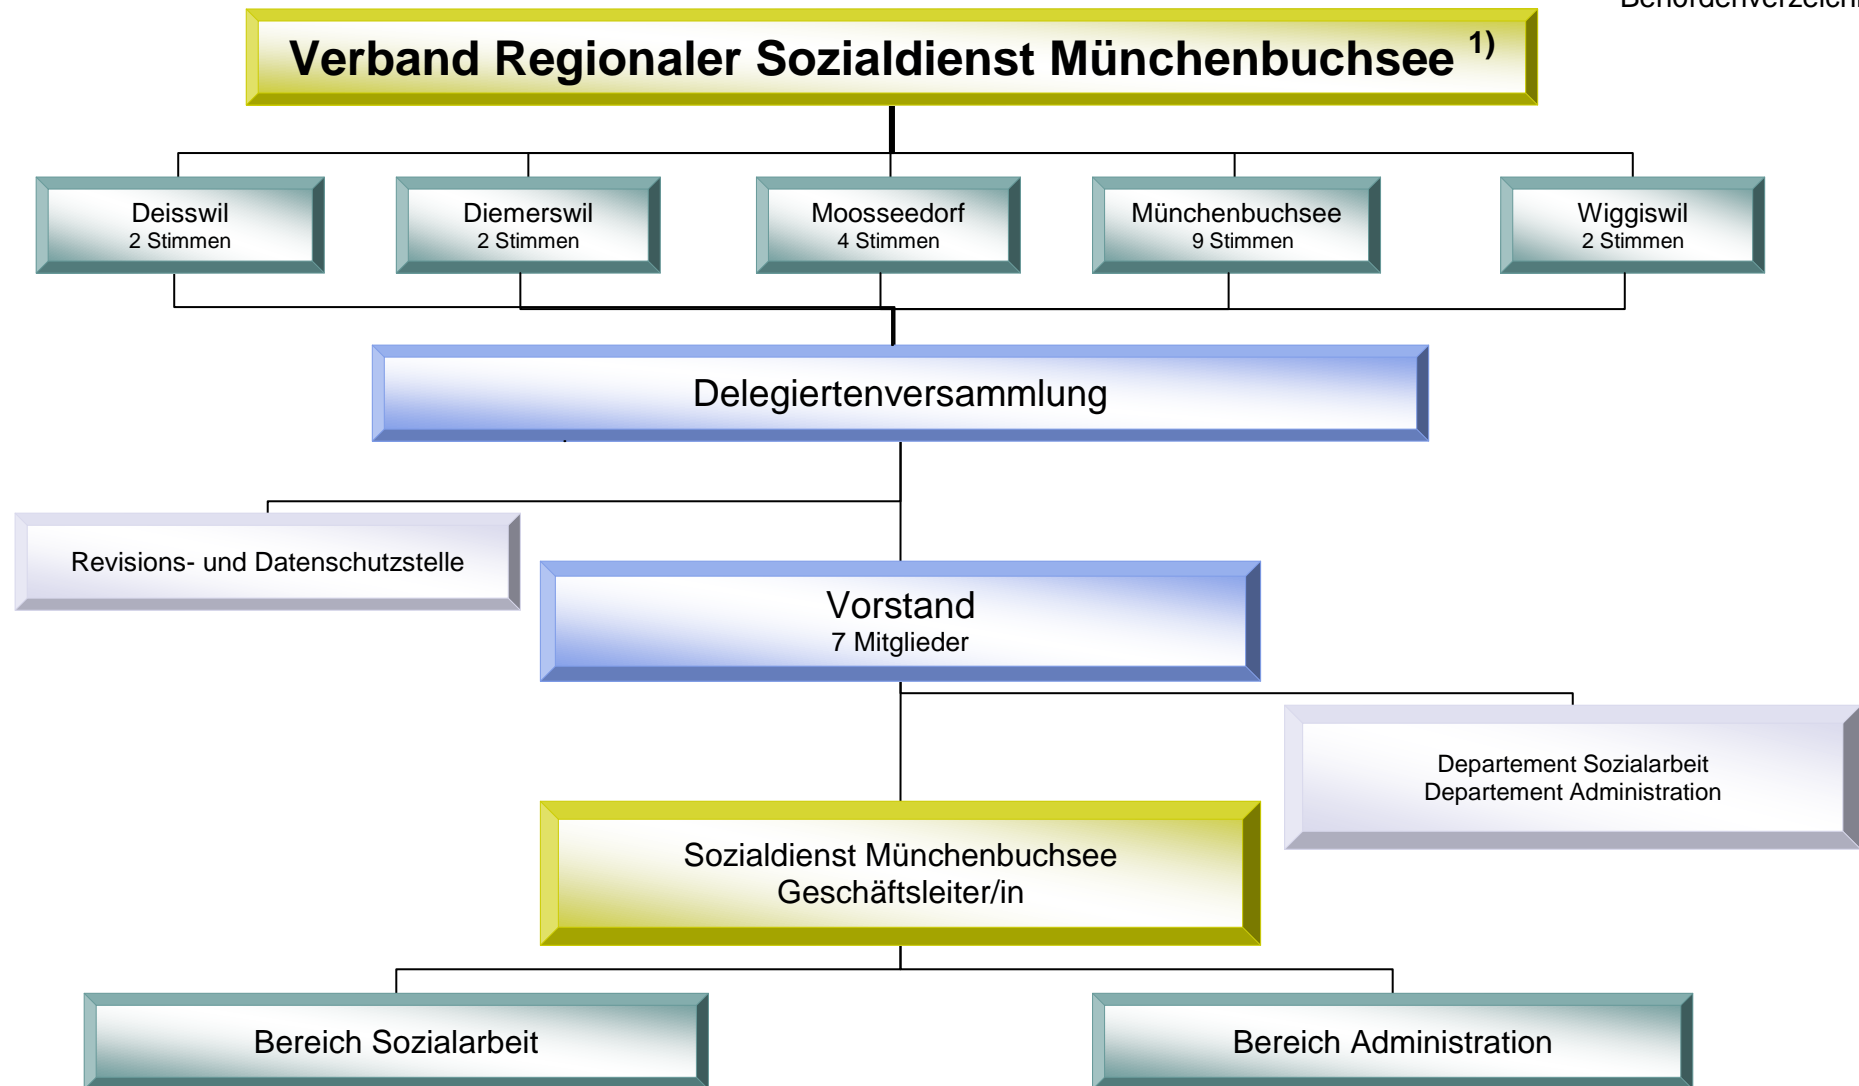 Verband Regionaler Sozialdienst Münchenbuchsee 1)
Deisswil
2 Stimmen
Diemerswil
2 Stimmen
Moosseedorf
4 Stimmen
Münchenbuchsee
9 Stimmen
Wiggiswil
2 Stimmen
Delegiertenversammlung
Revisions- und Datenschutzstelle
Vorstand
7 Mitglieder
Departement Sozialarbeit
Departement Administration
Sozialdienst Münchenbuchsee
Geschäftsleiter/in
Bereich Sozialarbeit
Bereich Administration